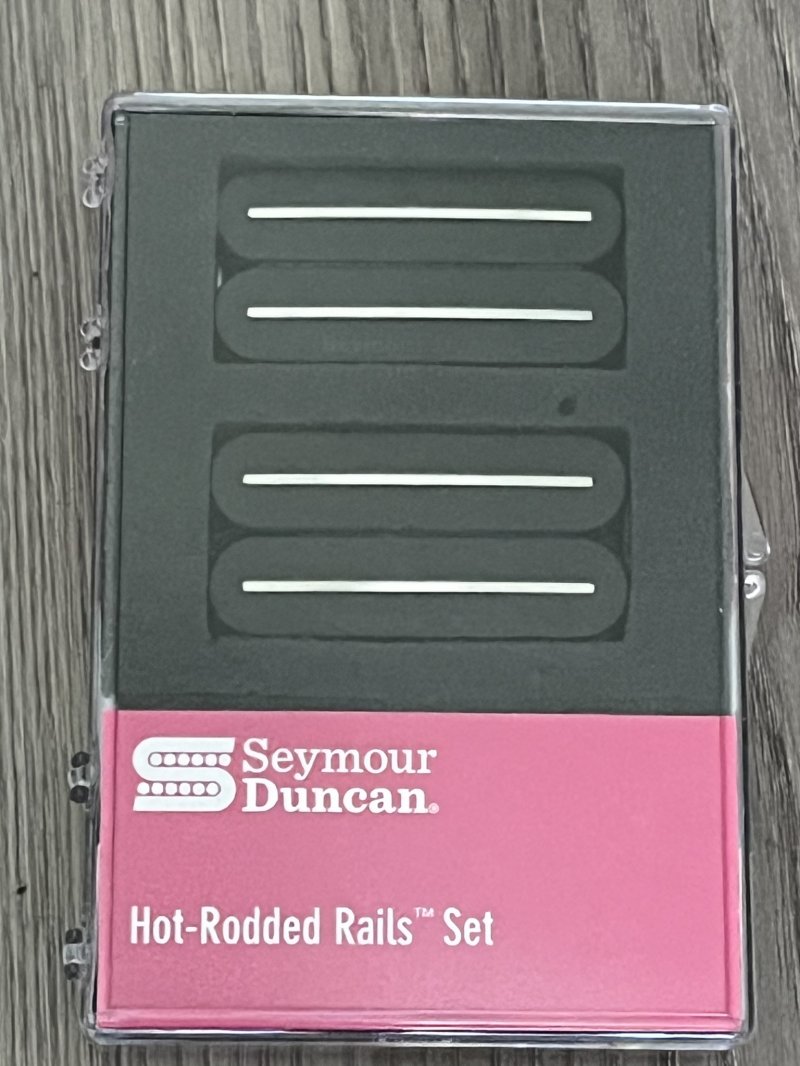 Seymour
Duncan®
Hot-Rodded Rails™ Set